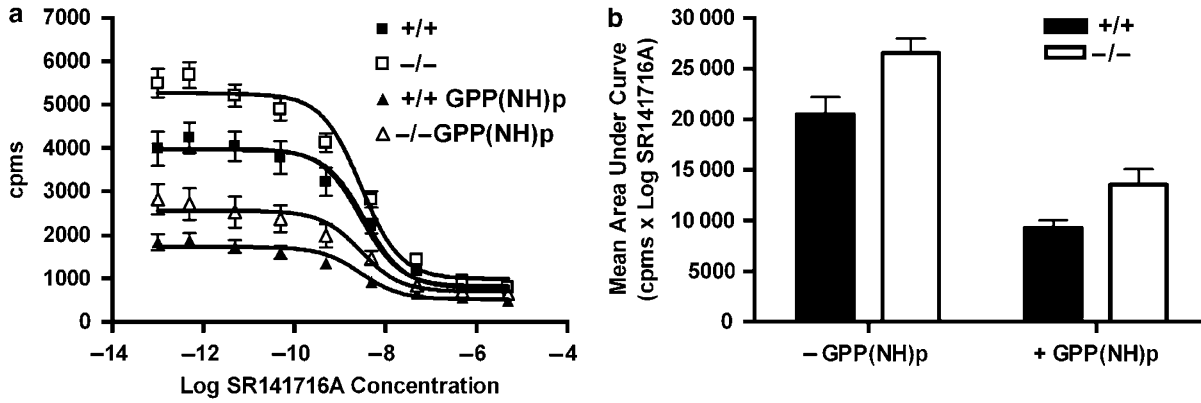 a
7000
6000
5000
4000
3000
2000
1000
0
cpms
−14
−12
−10
−8
−6
−4
Log SR141716A Concentration
+/+
−/−
+/+ GPP(NH)p
−/−GPP(NH)p
b
30 000
25 000
20 000
15 000
10 000
5000
0
Mean Area Under Curve
(cpms x Log SR141716A)
+/+
−/−
− GPP(NH)p
+ GPP(NH)p